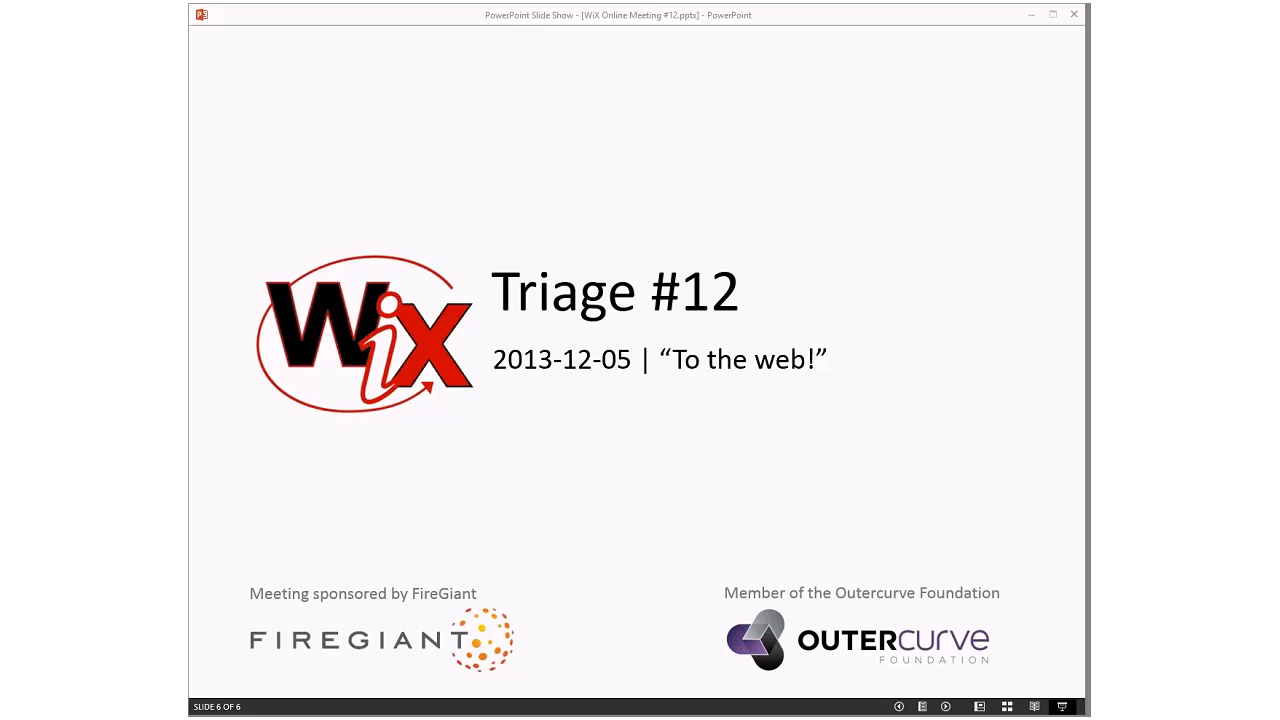 PowerPoint Slide Show - [WiX Online Meeting #12.pptx] - PowerPoint
WiX
Triage #12
2013-12-05 | “To the web!”
Meeting sponsored by FireGiant
FIREGIANT
Member of the Outercurve Foundation
OUTERCURVE
FOUNDATION
SLIDE 6 OF 6